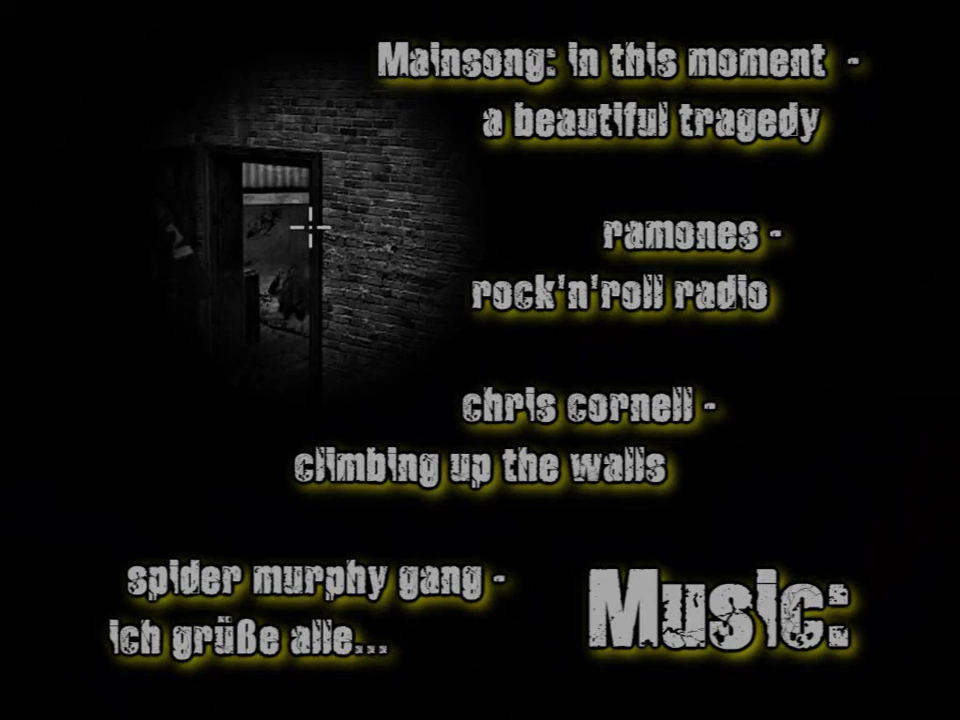 Mainsong: in this moment -
a beautiful tragedy
ramones -
rock'n'roll radio
chris cornell -
climbing up the walls
spider murphy gang -
ich grüße alle...
Music: